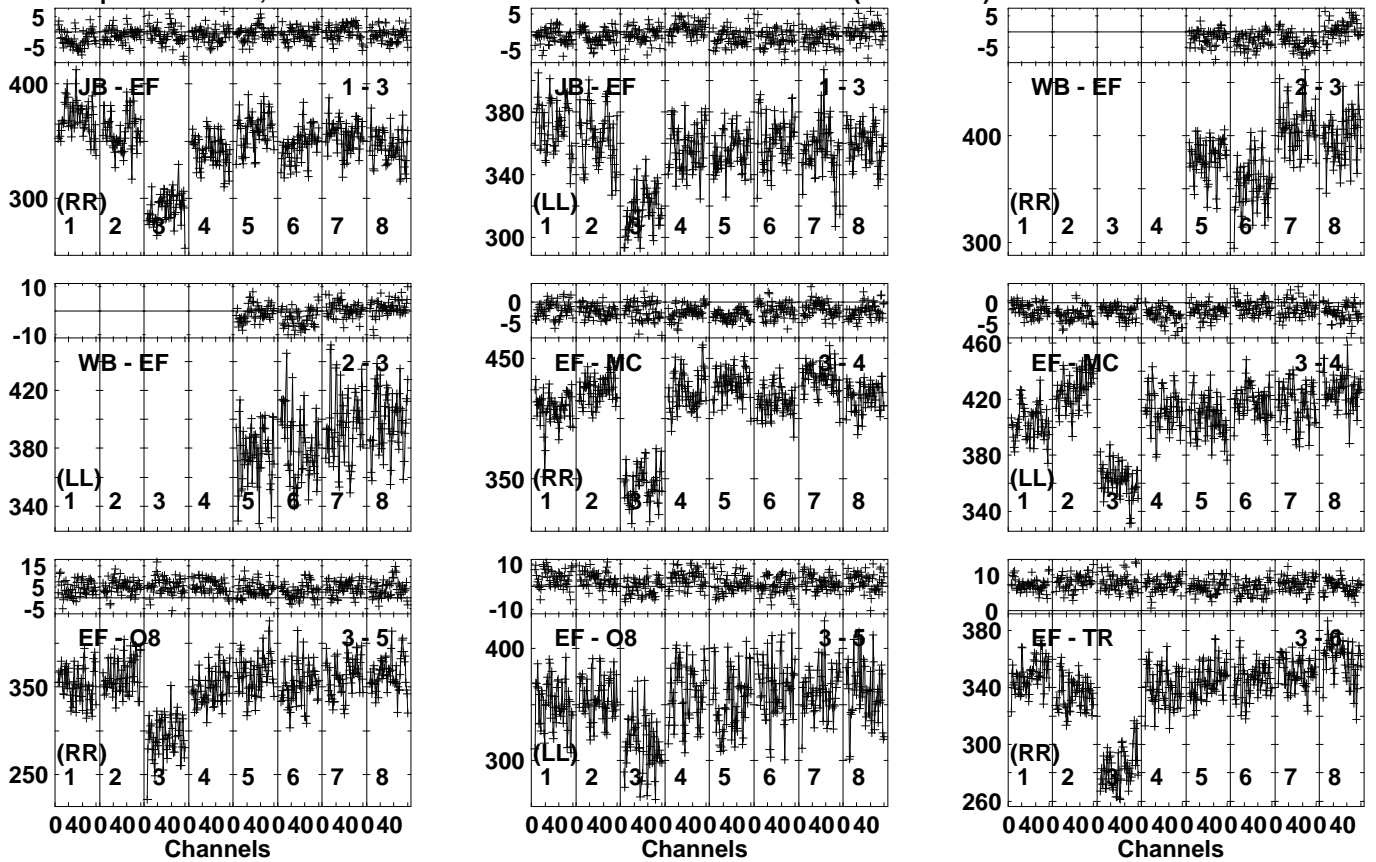 5 5 5
-5 -5 -5
400 JB - EF 1 - 3 380 JB - EF 1 - 3 400 WB - EF 2 - 3
300 340
(RR) (LL) (RR)
1 2 3 4 5 6 7 8 300 1 2 3 4 5 6 7 8 300 1 2 3 4 5 6 7 8
10 0 0
-10 -5 -5
WB - EF 2 - 3 450 EF - MC 3 - 4 460 EF - MC 3 - 4
420 420
380 350 380
(LL) (RR) (LL)
340 1 2 3 4 5 6 7 8 1 2 3 4 5 6 7 8 340 1 2 3 4 5 6 7 8
15 10 10
5
-5 -10 0
EF - O8 3 - 5 400 EF - O8 3 - 5 380 EF - TR 3 - 6
350 340
(RR) 300 (LL) 300 (RR)
250 1 2 3 4 5 6 7 8 1 2 3 4 5 6 7 8 260 1 2 3 4 5 6 7 8
0 40 0 40 0 40 0 40 0 40 0 40 0 40 0 40 0 40 0 40 0 40 0 40 0 40 0 40 0 40 0 40 0 40 0 40 0 40 0 40 0 40 0 40 0 40 0 40
Channels Channels Channels